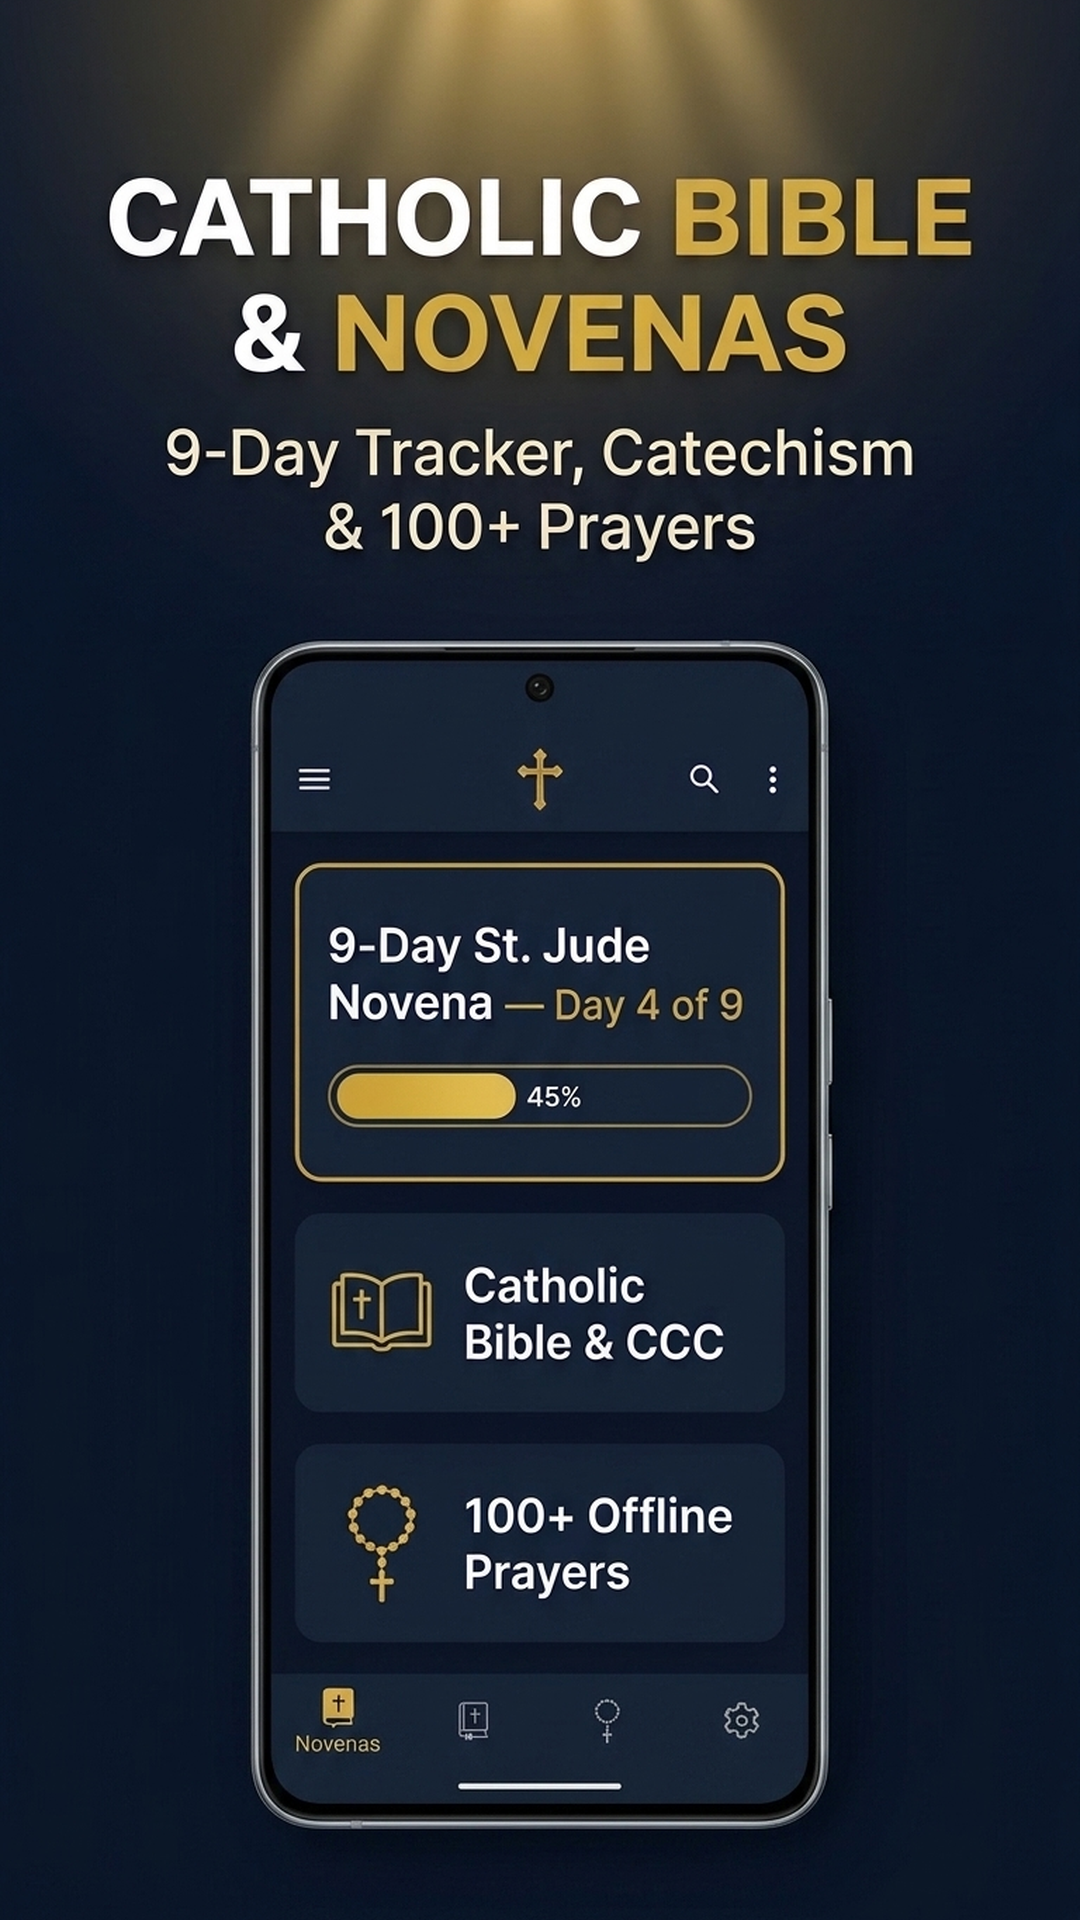 CATHOLIC BIBLE
& NOVENAS
9-Day Tracker, Catechism
& 100+ Prayers
9-Day St. Jude
Novena — Day 4 of 9
45%
Catholic
Bible & CCC
100+ Offline
Prayers
Novenas